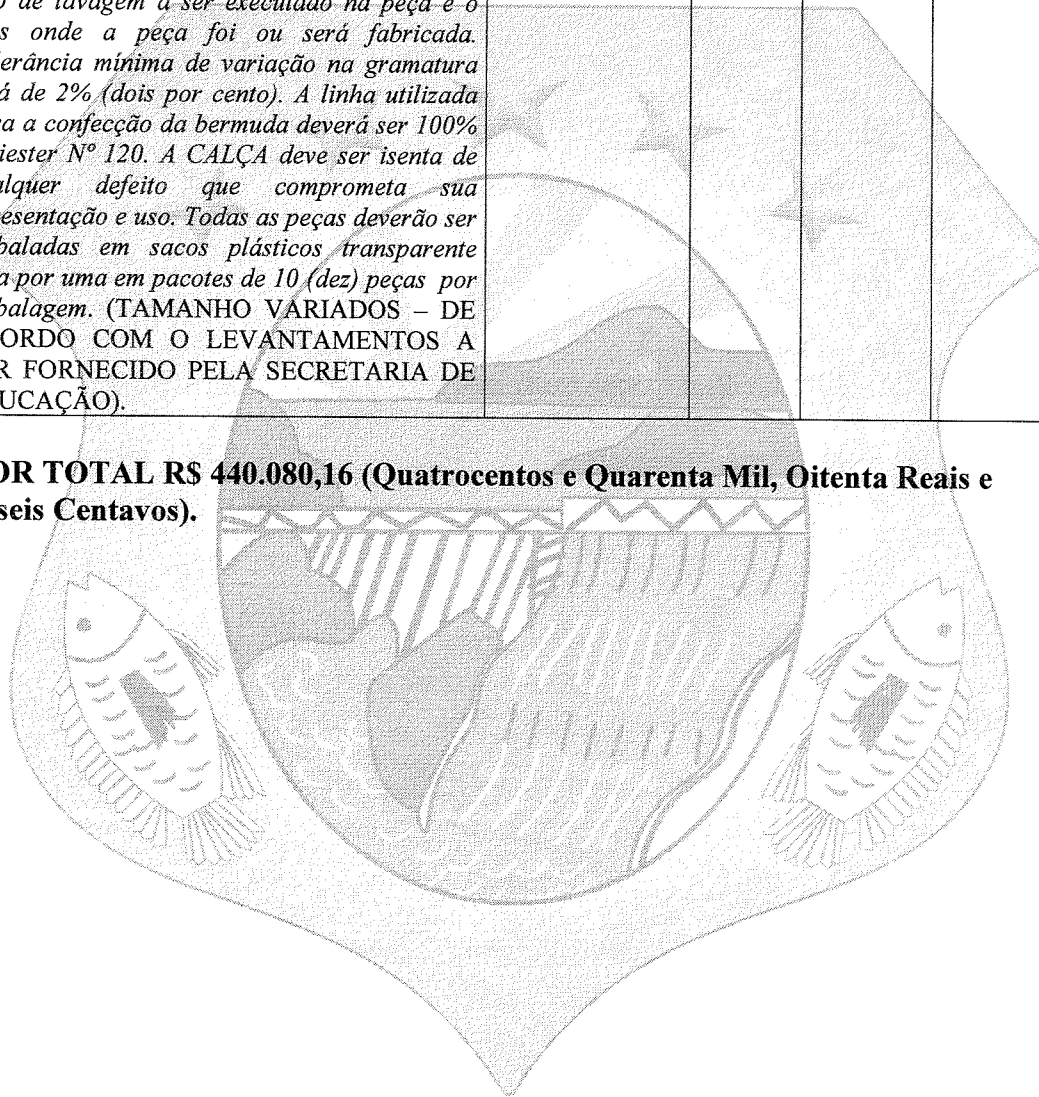 de lavagem a ser executado na peça e o
onde a peça foi ou será fabricada.
erância mínima de variação na gramatura
á de 2% (dois por cento). A linha utilizada
a a confecção da bermuda deverá ser 100%
iester Nº 120. A CALÇA deve ser isenta de
alquer defeito que comprometa sua
esentação e uso. Todas as peças deverão ser
baladas em sacos plásticos transparente
a por uma em pacotes de 10 (dez) peças por
balagem. (TAMANHO VARIADOS – DE
ORDO COM O LEVANTAMENTOS A
R FORNECIDO PELA SECRETARIA DE
UCAÇÃO).
OR TOTAL R$ 440.080,16 (Quatrocentos e Quarenta Mil, Oitenta Reais e
seis Centavos).